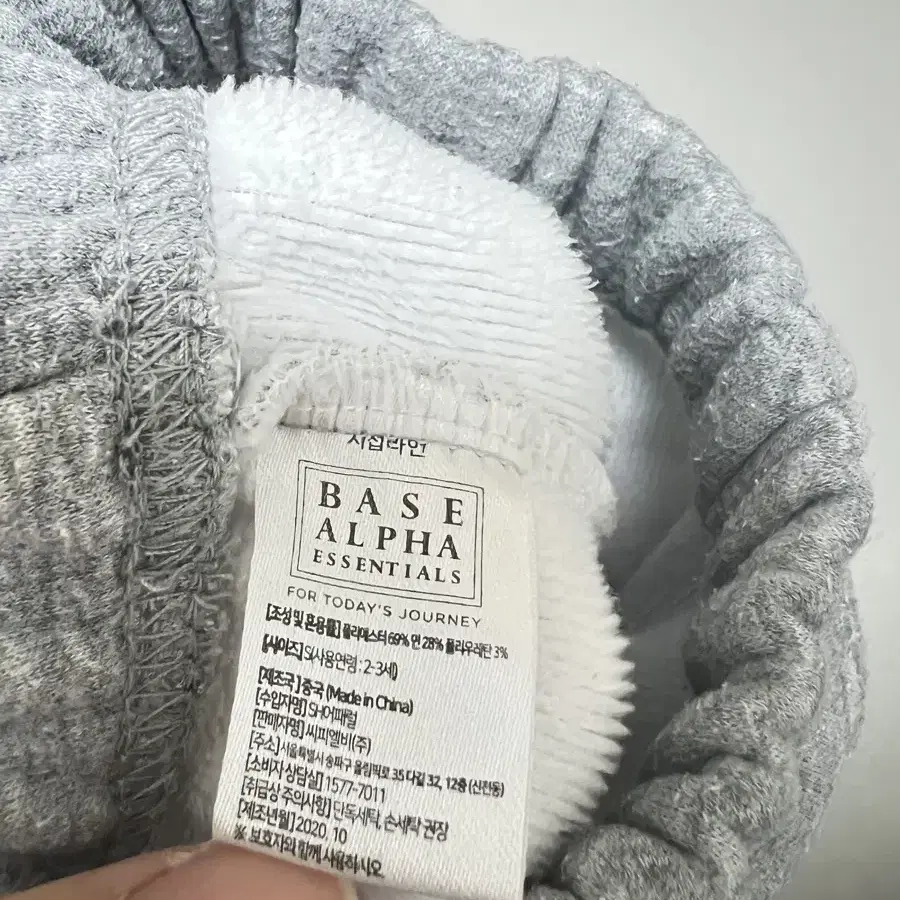 BASE
ALPHA
ESSENTIALS
FOR TODAY'S JOURNEY
[조성 및 혼용률] 폴리에스터 69% 면 28% 폴리우레탄 3%
[사이즈] S(사용연령 : 2-3세)
[제조국] 중국 (Made in China)
[수입자명] SH어패럴
[판매자명] 씨피엘비(주)
[주소] 서울특별시 송파구 올림픽로 35 다길 32, 12층 (신천동)
[소비자 상담실] 1577-7011
[취급상 주의사항] 단독세탁, 손세탁 권장
[제조년월] 2020. 10
※ 보호자와 함께 사용하시오